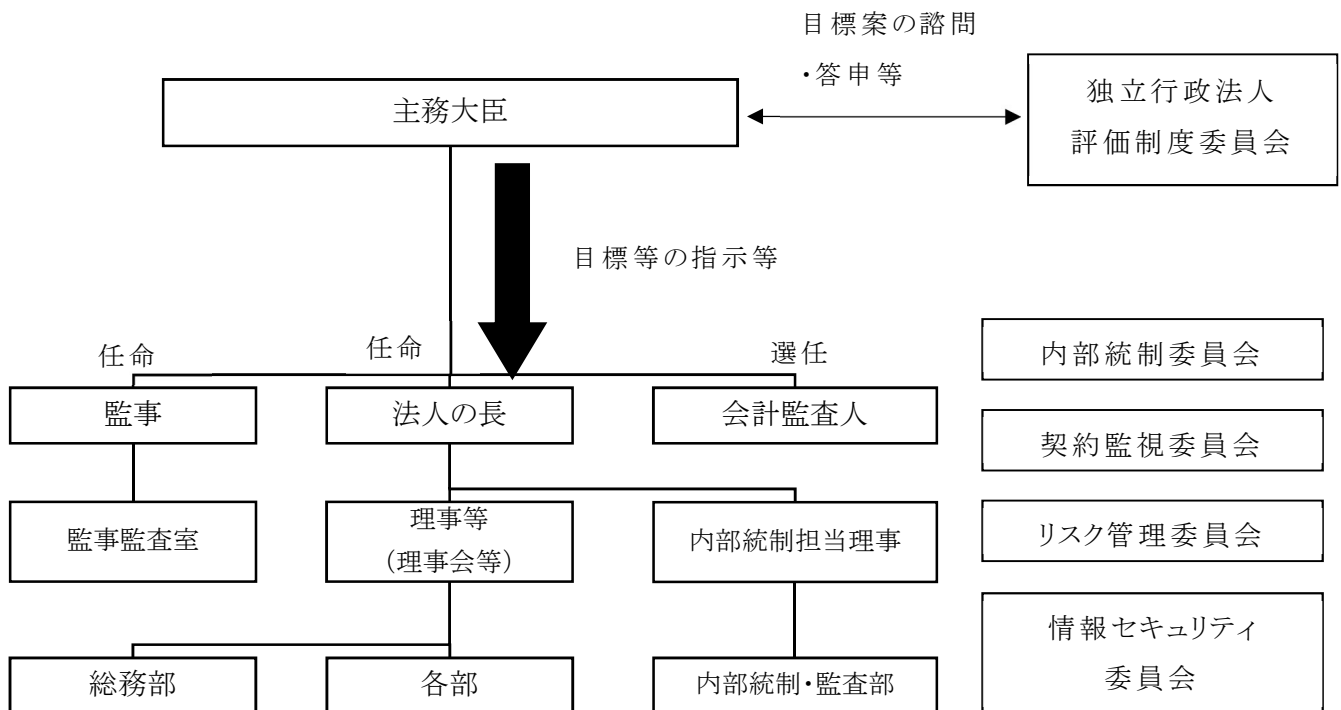 目標案の諮問
・答申等
主務大臣
独立行政法人
評価制度委員会
目標等の指示等
任命
任命
選任
内部統制委員会
監事
法人の長
会計監査人
契約監視委員会
監事監査室
理事等
(理事会等)
内部統制担当理事
リスク管理委員会
情報セキュリティ
委員会
総務部
各部
内部統制・監査部